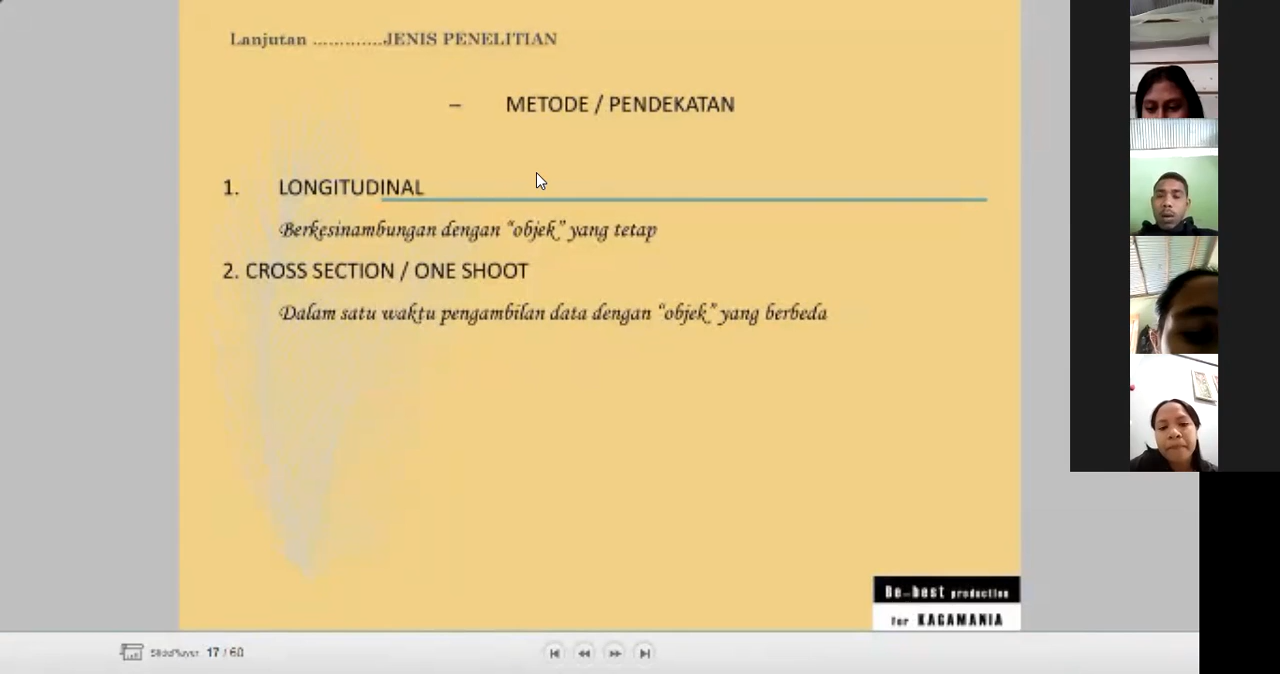 Lanjutan .............JENIS PENELITIAN
– METODE / PENDEKATAN
1. LONGITUDINAL
Berkesinambungan dengan “objek” yang tetap
2. CROSS SECTION / ONE SHOOT
Dalam satu waktu pengambilan data dengan “objek” yang berbeda
Be-best production
for KAGAMANIA
SlidePlayer 17 / 60